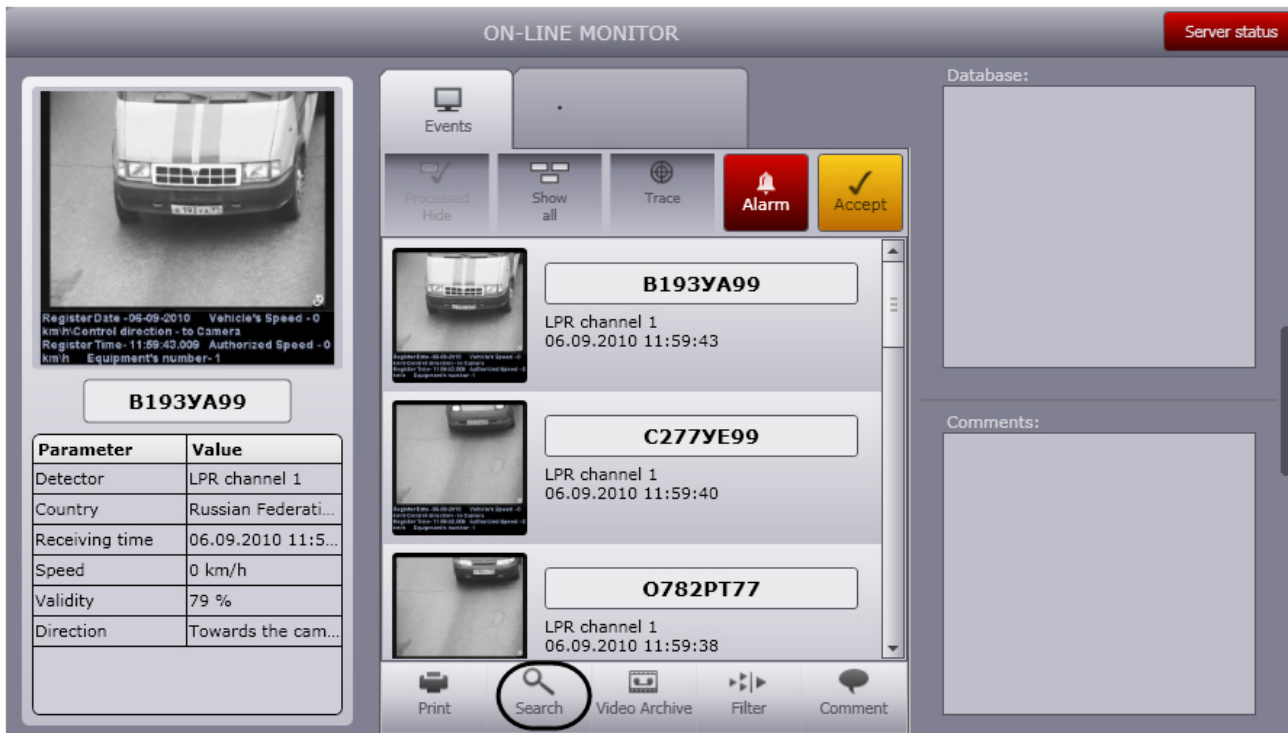 ON-LINE MONITOR
Server status
RegisterDate -06-09-2010 Vehicle's Speed - 0
km\h\Control direction - to Camera
Register Time- 11:59:43.009 Authorized Speed - 0
km\h Equipment's number- 1
В193УА99
Parameter Value
Detector LPR channel 1
Country Russian Federati...
Receiving time 06.09.2010 11:5...
Speed 0 km/h
Validity 79 %
Direction Towards the cam...
Events
Processed Hide
Show all
Trace
Alarm
Accept
В193УА99
LPR channel 1
06.09.2010 11:59:43
С277УЕ99
LPR channel 1
06.09.2010 11:59:40
О782РТ77
LPR channel 1
06.09.2010 11:59:38
Print
Search
Video Archive
Filter
Comment
Database:
Comments: